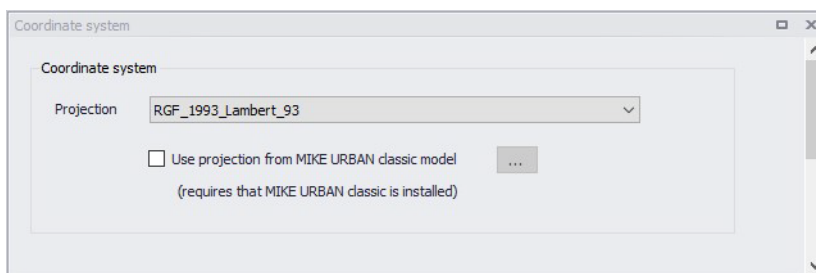 Coordinate system
Coordinate system
Projection RGF_1993_Lambert_93
Use projection from MIKE URBAN classic model ...
(requires that MIKE URBAN classic is installed)